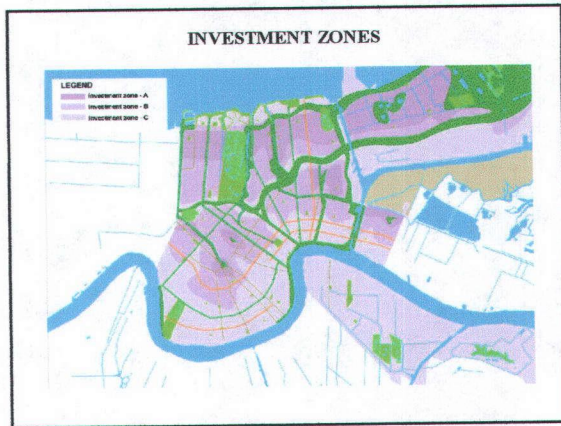 INVESTMENT ZONES
LEGEND
Investment zone - A
Investment zone - B
Investment zone - C